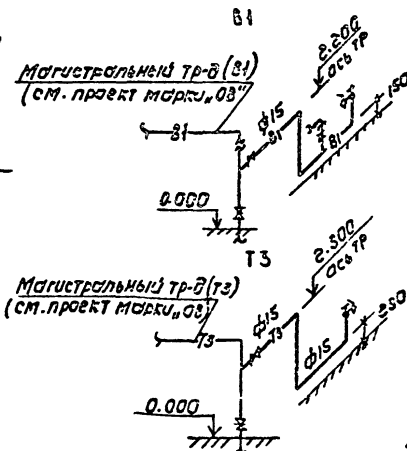 В1
Магистральный тр-д (В1)
(см. проект марки „ОВ"
2.200
ось тр
ф15
В1
В1
В1
150
0.000
Т3
Магистральный тр-д (Т3)
(см. проект марки „ОВ)
2.300
ось тр
ф15
Т3
Т3
ф15
250
0.000